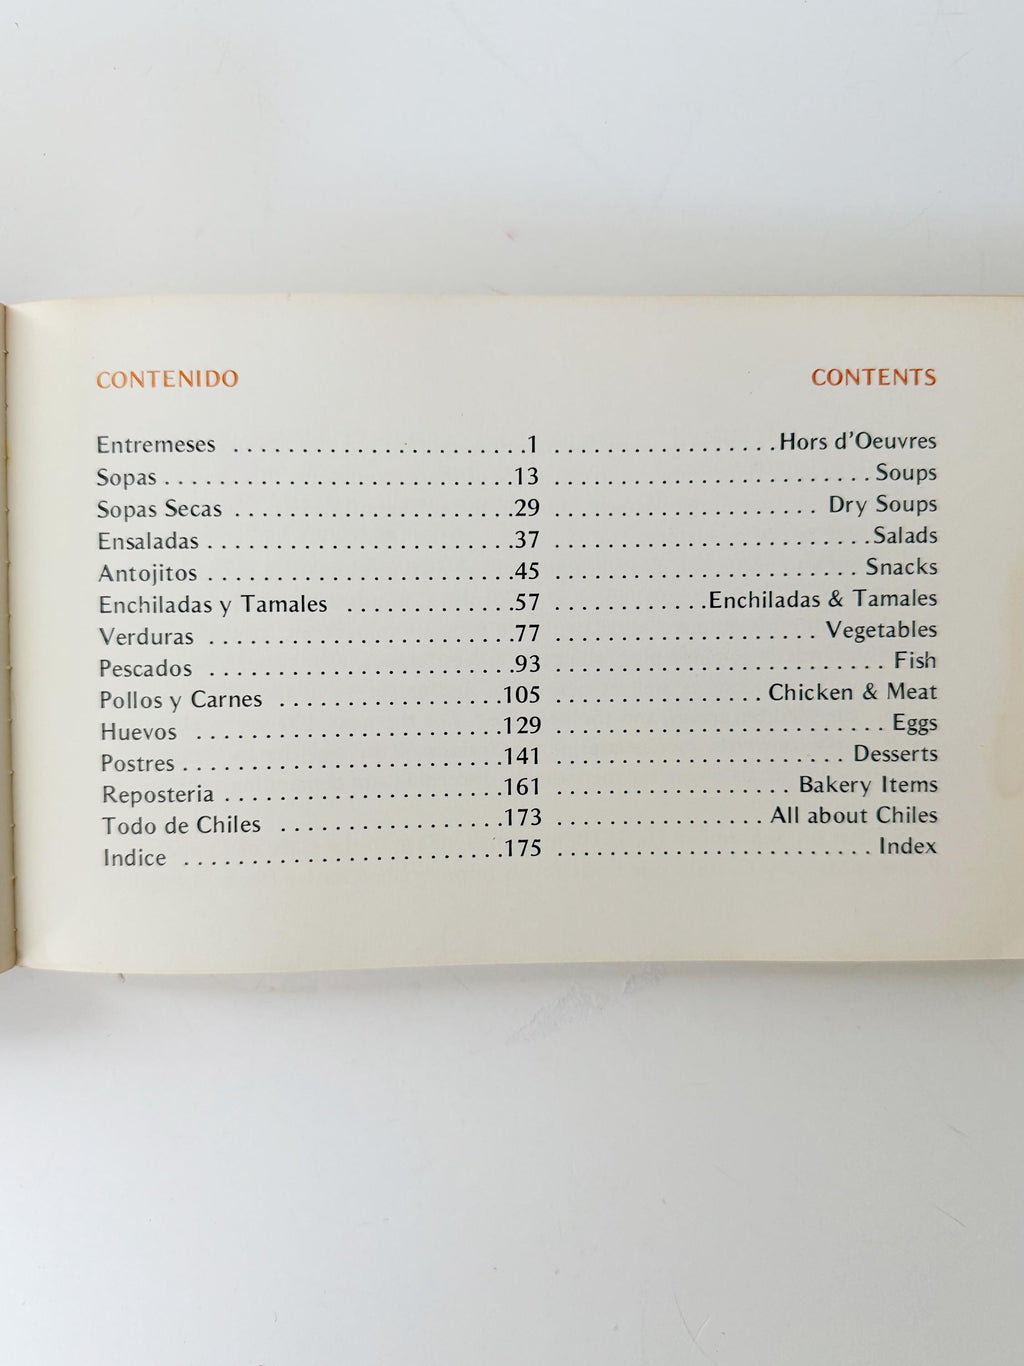 CONTENIDO CONTENTS
Entremeses . . . . . . . . . . . . . . . . . . . . . .1 . . . . . . . . . . . . . . . . .Hors d'Oeuvres
Sopas . . . . . . . . . . . . . . . . . . . . . . . . . .13 . . . . . . . . . . . . . . . . . . . . . . . Soups
Sopas Secas . . . . . . . . . . . . . . . . . . . . .29 . . . . . . . . . . . . . . . . . . . . Dry Soups
Ensaladas . . . . . . . . . . . . . . . . . . . . . . .37 . . . . . . . . . . . . . . . . . . . . . . .Salads
Antojitos . . . . . . . . . . . . . . . . . . . . . . .45 . . . . . . . . . . . . . . . . . . . . . . Snacks
Enchiladas y Tamales . . . . . . . . . . . . .57 . . . . . . . . . . . .Enchiladas & Tamales
Verduras . . . . . . . . . . . . . . . . . . . . . . .77 . . . . . . . . . . . . . . . . . . . . Vegetables
Pescados . . . . . . . . . . . . . . . . . . . . . . .93 . . . . . . . . . . . . . . . . . . . . . . . . Fish
Pollos y Carnes . . . . . . . . . . . . . . . . .105 . . . . . . . . . . . . . . . . Chicken & Meat
Huevos . . . . . . . . . . . . . . . . . . . . . . .129 . . . . . . . . . . . . . . . . . . . . . . . . Eggs
Postres . . . . . . . . . . . . . . . . . . . . . . . .141 . . . . . . . . . . . . . . . . . . . . . . Desserts
Reposteria . . . . . . . . . . . . . . . . . . . . .161 . . . . . . . . . . . . . . . . . . Bakery Items
Todo de Chiles . . . . . . . . . . . . . . . . .173 . . . . . . . . . . . . . . . . All about Chiles
Indice . . . . . . . . . . . . . . . . . . . . . . . .175 . . . . . . . . . . . . . . . . . . . . . . . . Index